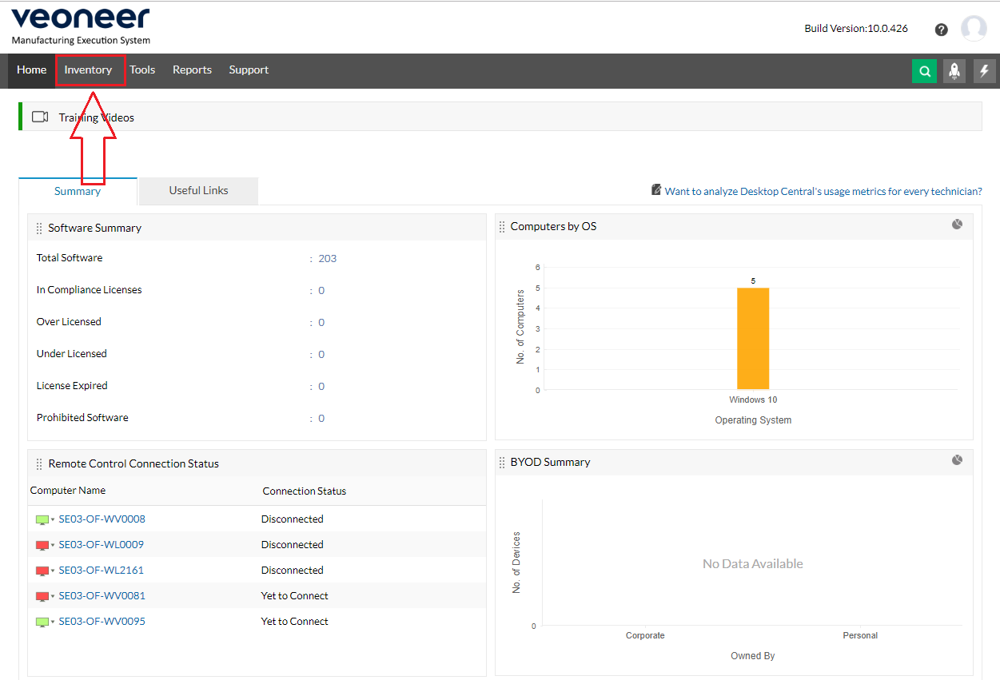 veoneer
Manufacturing Execution System
Build Version:10.0.426
?
Home Inventory Tools Reports Support
Training Videos
Summary Useful Links
Want to analyze Desktop Central's usage metrics for every technician?
Software Summary
Total Software : 203
In Compliance Licenses : 0
Over Licensed : 0
Under Licensed : 0
License Expired : 0
Prohibited Software : 0
Computers by OS
No. of Computers
6
5
4
3
2
1
0
5
Windows 10
Operating System
Remote Control Connection Status
Computer Name Connection Status
SE03-OF-WV0008 Disconnected
SE03-OF-WL0009 Disconnected
SE03-OF-WL2161 Disconnected
SE03-OF-WV0081 Yet to Connect
SE03-OF-WV0095 Yet to Connect
BYOD Summary
No. of Devices
No Data Available
0
Corporate Personal
Owned By